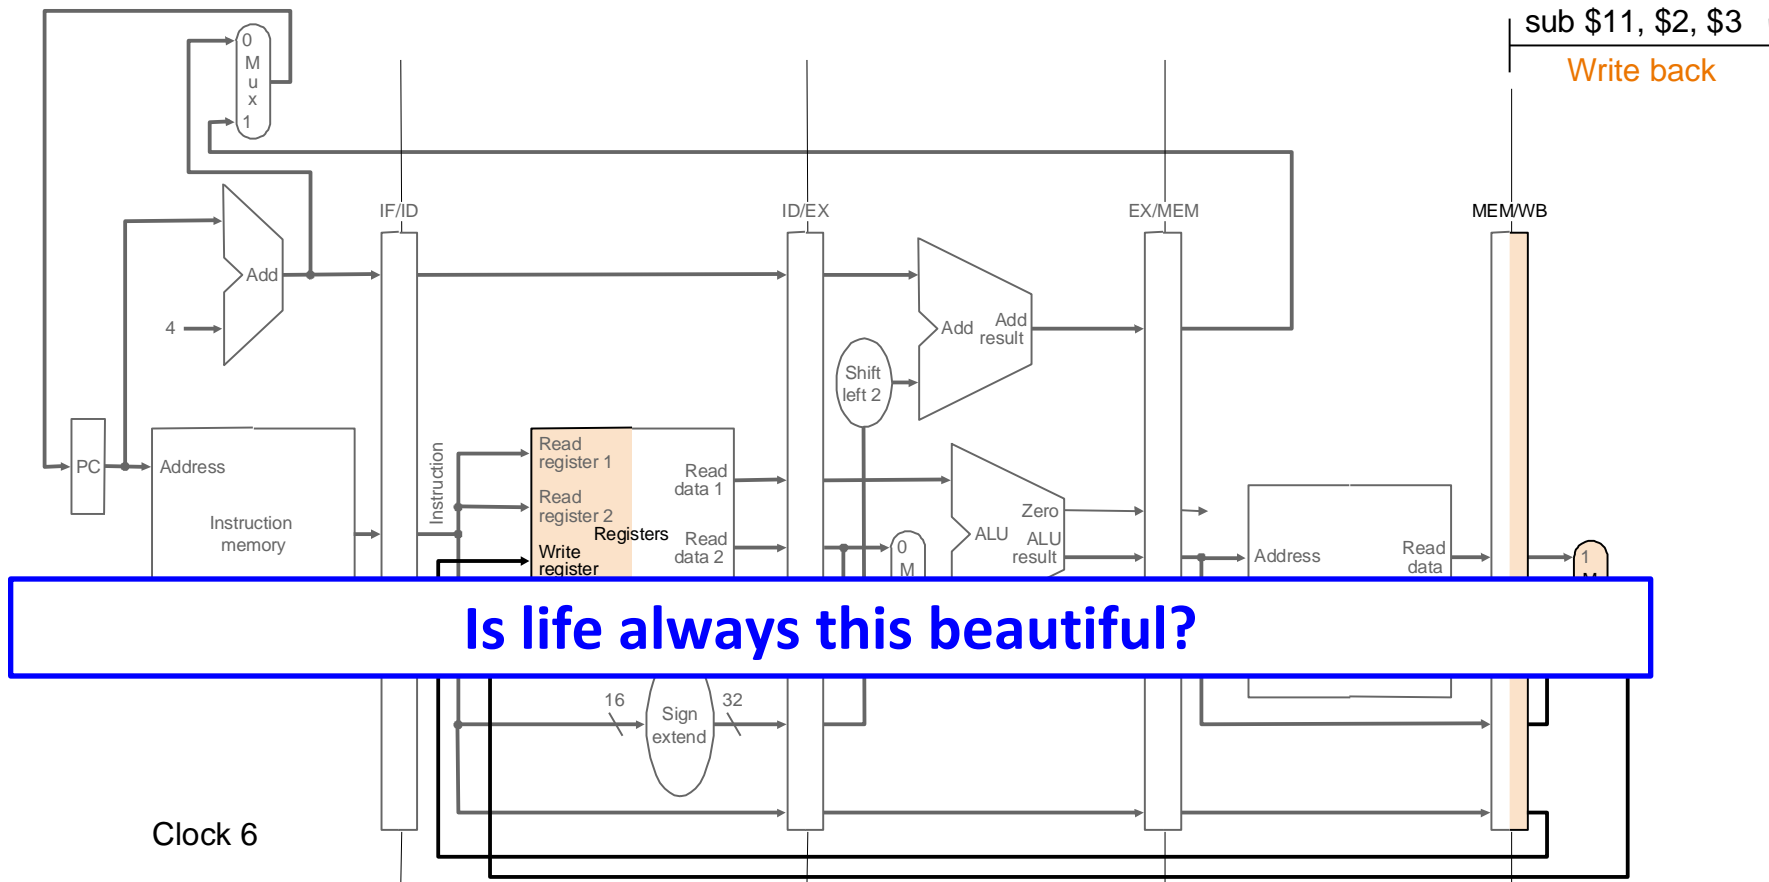 sub $11, $2, $3
Write back
0
M
u
x
1
IF/ID
ID/EX
EX/MEM
MEM/WB
Add
4
Add
Add
result
Shift
left 2
PC
Address
Instruction
memory
Instruction
Read
register 1
Read
register 2
Registers
Write
register
Read
data 1
Read
data 2
0
M
Zero
ALU
ALU
result
Address
Read
data
1
Is life always this beautiful?
16
Sign
extend
32
Clock 6